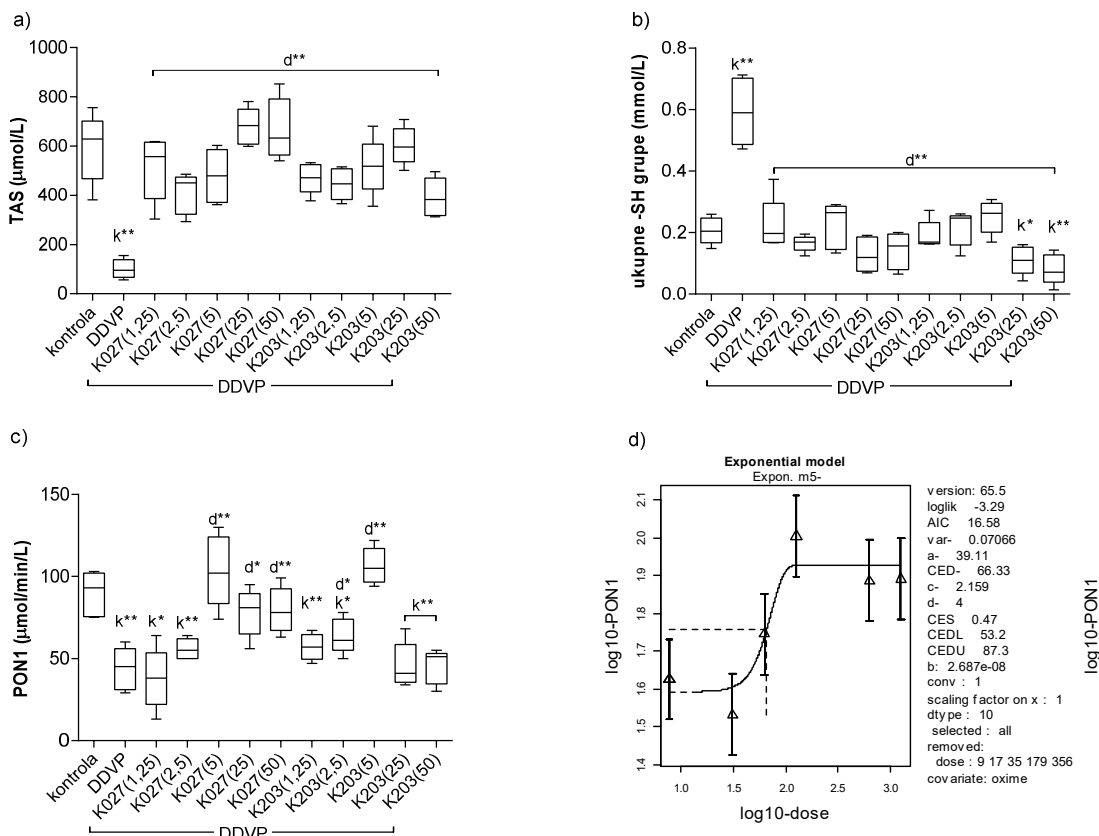 a)
1000
800
600
400
200
0
TAS (µmol/L)
d**
k**
kontrola
DDVP
K027(1,25)
K027(2,5)
K027(5)
K027(25)
K027(50)
K203(1,25)
K203(2,5)
K203(5)
K203(25)
K203(50)
DDVP
b)
0.8
0.6
0.4
0.2
0.0
ukupne -SH grupe (mmol/L)
k**
d**
k*
k**
kontrola
DDVP
K027(1,25)
K027(2,5)
K027(5)
K027(25)
K027(50)
K203(1,25)
K203(2,5)
K203(5)
K203(25)
K203(50)
DDVP
c)
150
100
50
0
PON1 (µmol/min/L)
k**
k*
k**
d**
d*
d**
k**
d*
k*
d**
k**
kontrola
DDVP
K027(1,25)
K027(2,5)
K027(5)
K027(25)
K027(50)
K203(1,25)
K203(2,5)
K203(5)
K203(25)
K203(50)
DDVP
d)
Exponential model
Expon. m5-
log10-PON1
2.1
2.0
1.9
1.8
1.7
1.6
1.5
1.4
1.0 1.5 2.0 2.5 3.0
log10-dose
version: 65.5
loglik -3.29
AIC 16.58
var- 0.07066
a- 39.11
CED- 66.33
c- 2.159
d- 4
CES 0.47
CEDL 53.2
CEDU 87.3
b: 2.687e-08
conv : 1
scaling factor on x : 1
dtype : 10
selected : all
removed:
dose : 9 17 35 179 356
covariate: oxime
log10-PON1